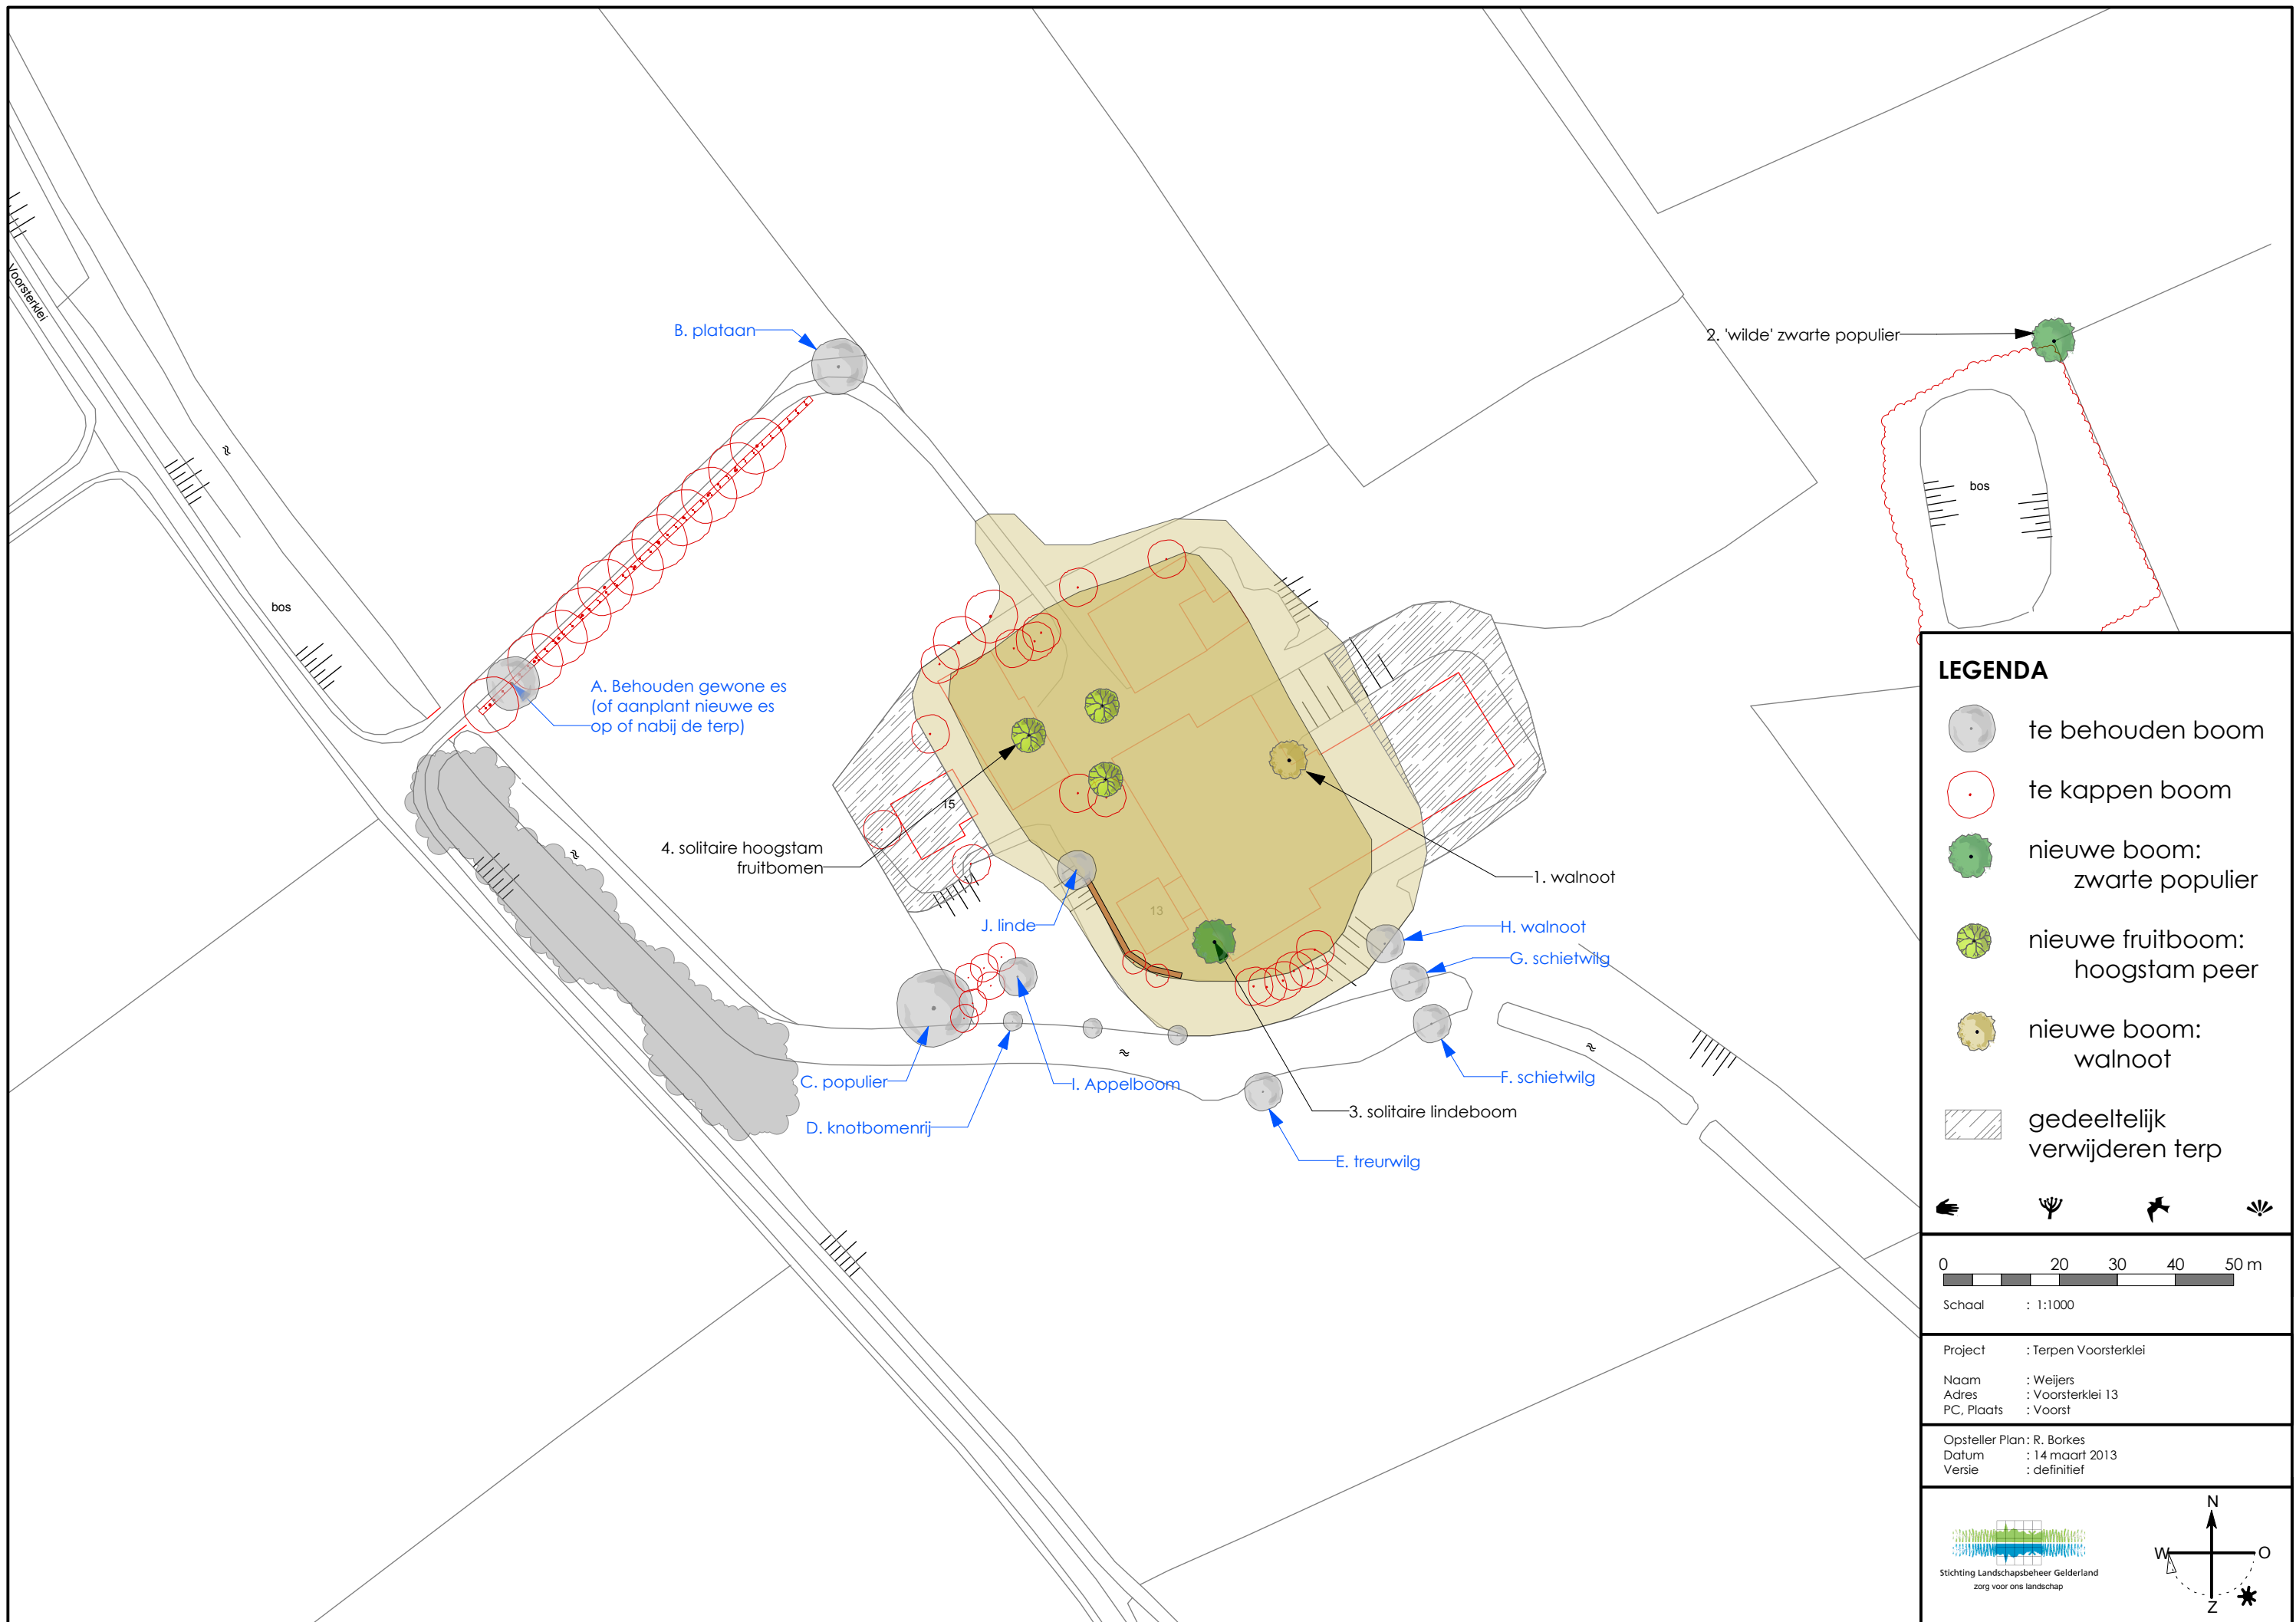 Voorsterklei
B. plataan
2. 'wilde' zwarte populier
bos
bos
A. Behouden gewone es
(of aanplant nieuwe es
op of nabij de terp)
15
4. solitaire hoogstam
fruitbomen
1. walnoot
13
J. linde
H. walnoot
G. schietwilg
C. populier
I. Appelboom
F. schietwilg
D. knotbomenrij
3. solitaire lindeboom
E. treurwilg
LEGENDA
te behouden boom
te kappen boom
nieuwe boom:
zwarte populier
nieuwe fruitboom:
hoogstam peer
nieuwe boom:
walnoot
gedeeltelijk
verwijderen terp
0 20 30 40 50 m
Schaal : 1:1000
Project : Terpen Voorsterklei
Naam : Weijers
Adres : Voorsterklei 13
PC, Plaats : Voorst
Opsteller Plan : R. Borkes
Datum : 14 maart 2013
Versie : definitief
Stichting Landschapsbeheer Gelderland
zorg voor ons landschap
N
W O
Z